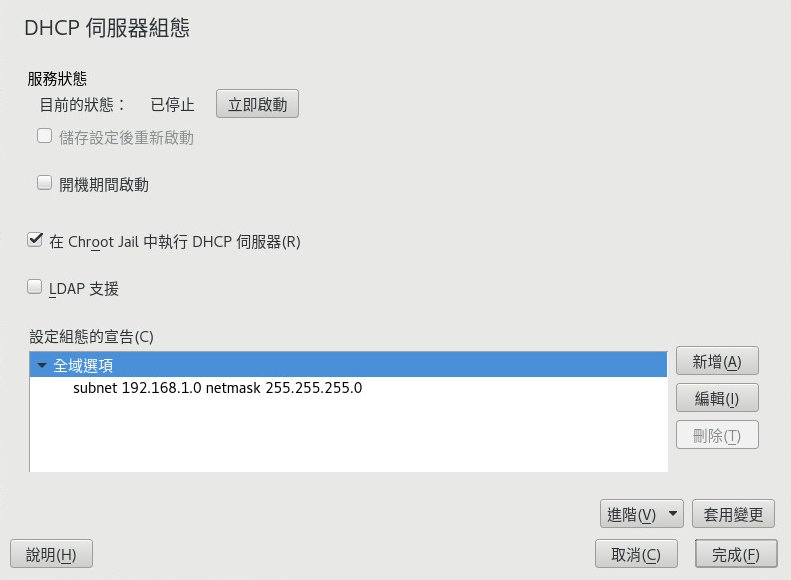 DHCP 伺服器組態
服務狀態
目前的狀態： 已停止 立即啟動
儲存設定後重新啟動
開機期間啟動
在 Chroot Jail 中執行 DHCP 伺服器(R)
LDAP 支援
設定組態的宣告(C)
全域選項
subnet 192.168.1.0 netmask 255.255.255.0
新增(A)
編輯(I)
刪除(T)
進階(V) 套用變更
說明(H) 取消(C) 完成(F)